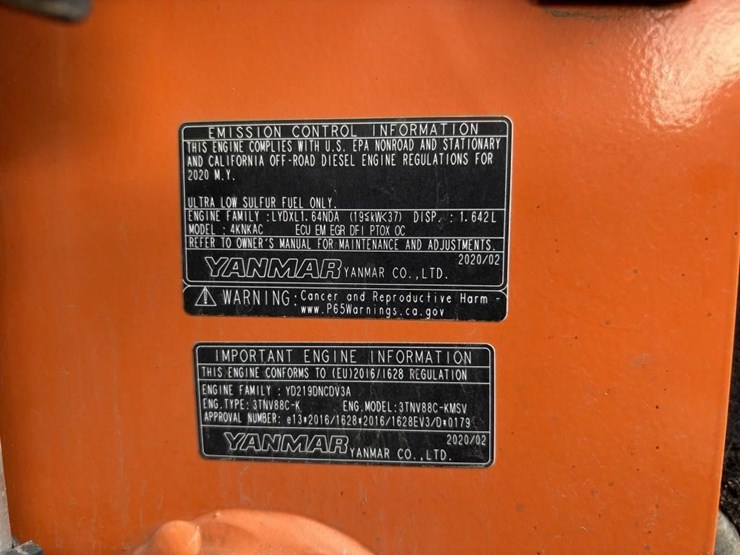 EMISSION CONTROL INFORMATION
THIS ENGINE COMPLIES WITH U.S. EPA NONROAD AND STATIONARY
AND CALIFORNIA OFF-ROAD DIESEL ENGINE REGULATIONS FOR
2020 M.Y.
ULTRA LOW SULFUR FUEL ONLY.
ENGINE FAMILY :LYDXL1.64NDA (19≤kW<37) DISP. :1.642L
MODEL : 4KNKAC ECU EM EGR DFI PTOX OC
REFER TO OWNER'S MANUAL FOR MAINTENANCE AND ADJUSTMENTS.
2020/02
YANMAR YANMAR CO.,LTD.
⚠ WARNING:Cancer and Reproductive Harm -
www.P65Warnings.ca.gov
IMPORTANT ENGINE INFORMATION
THIS ENGINE CONFORMS TO (EU)2016/1628 REGULATION
ENGINE FAMILY : YD219DNCDV3A
ENG.TYPE:3TNV88C-K ENG.MODEL:3TNV88C-KMSV
APPROVAL NUMBER: e13*2016/1628*2016/1628EV3/D*0179
2020/02
YANMAR YANMAR CO.,LTD.